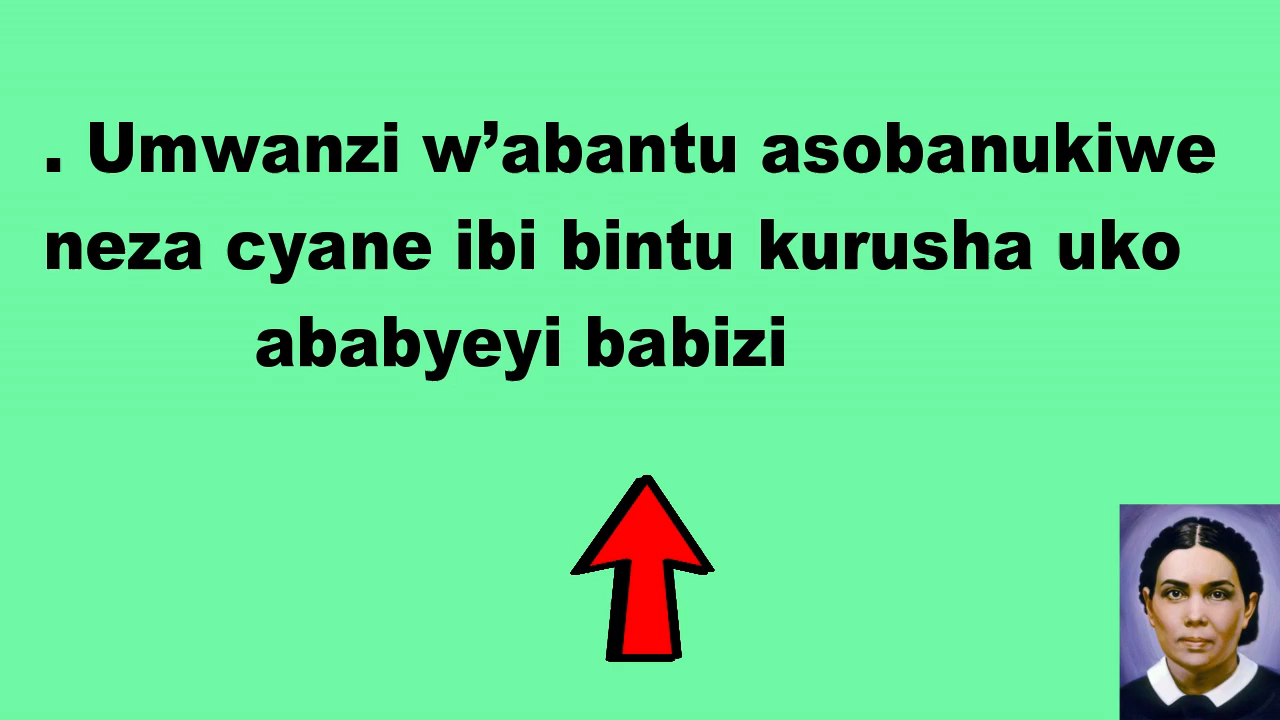 . Umwanzi w’abantu asobanukiwe
neza cyane ibi bintu kurusha uko
ababyeyi babizi